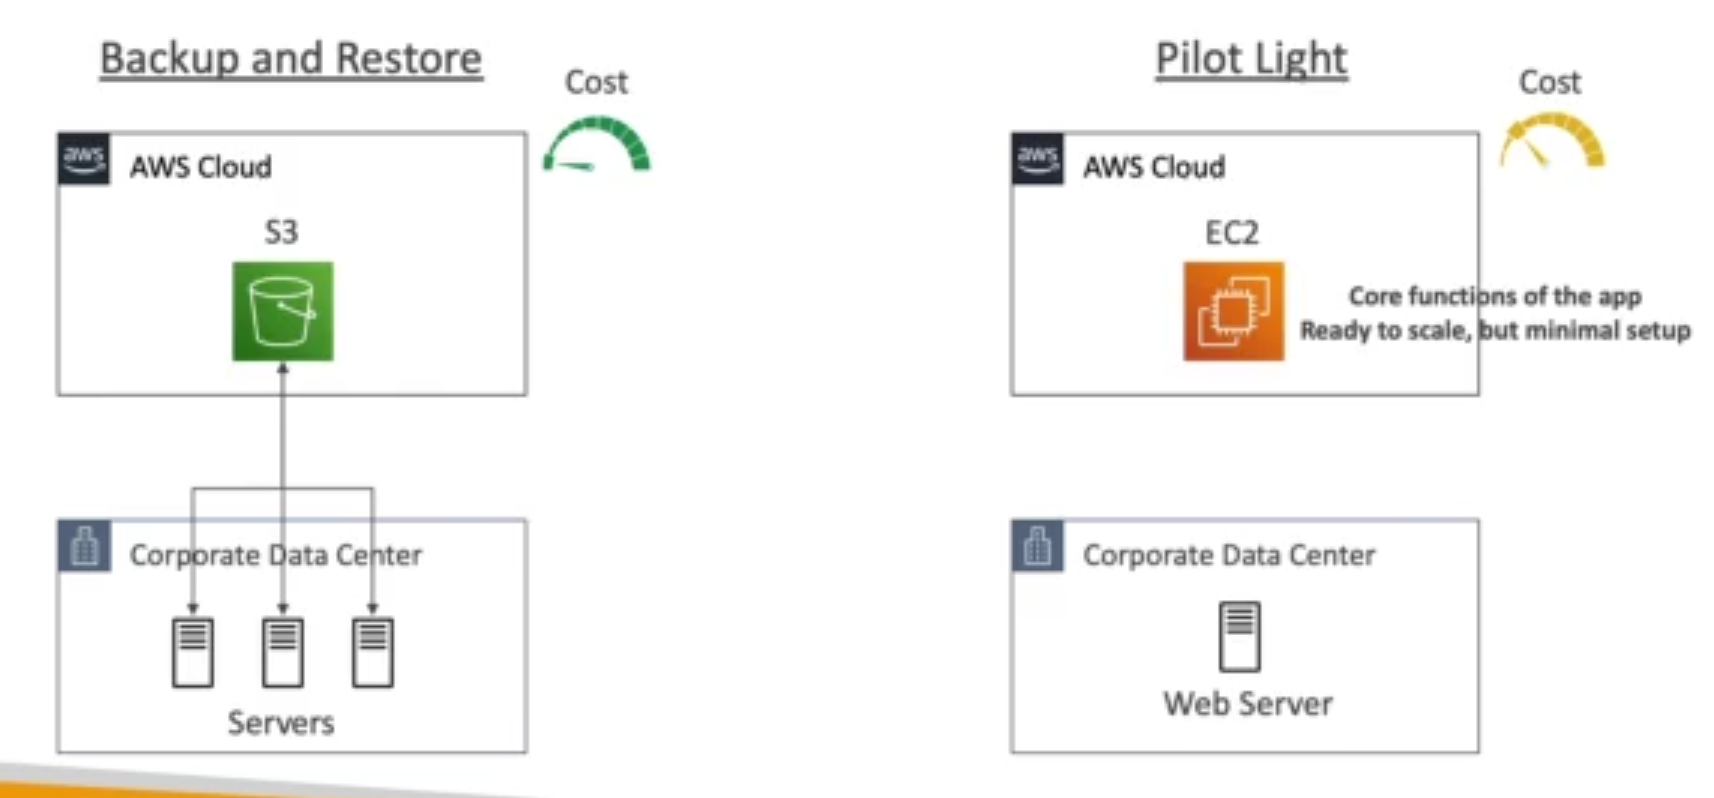 Backup and Restore
Cost
aws
AWS Cloud
S3
Corporate Data Center
Servers
Pilot Light
Cost
aws
AWS Cloud
EC2
Core functions of the app
Ready to scale, but minimal setup
Corporate Data Center
Web Server